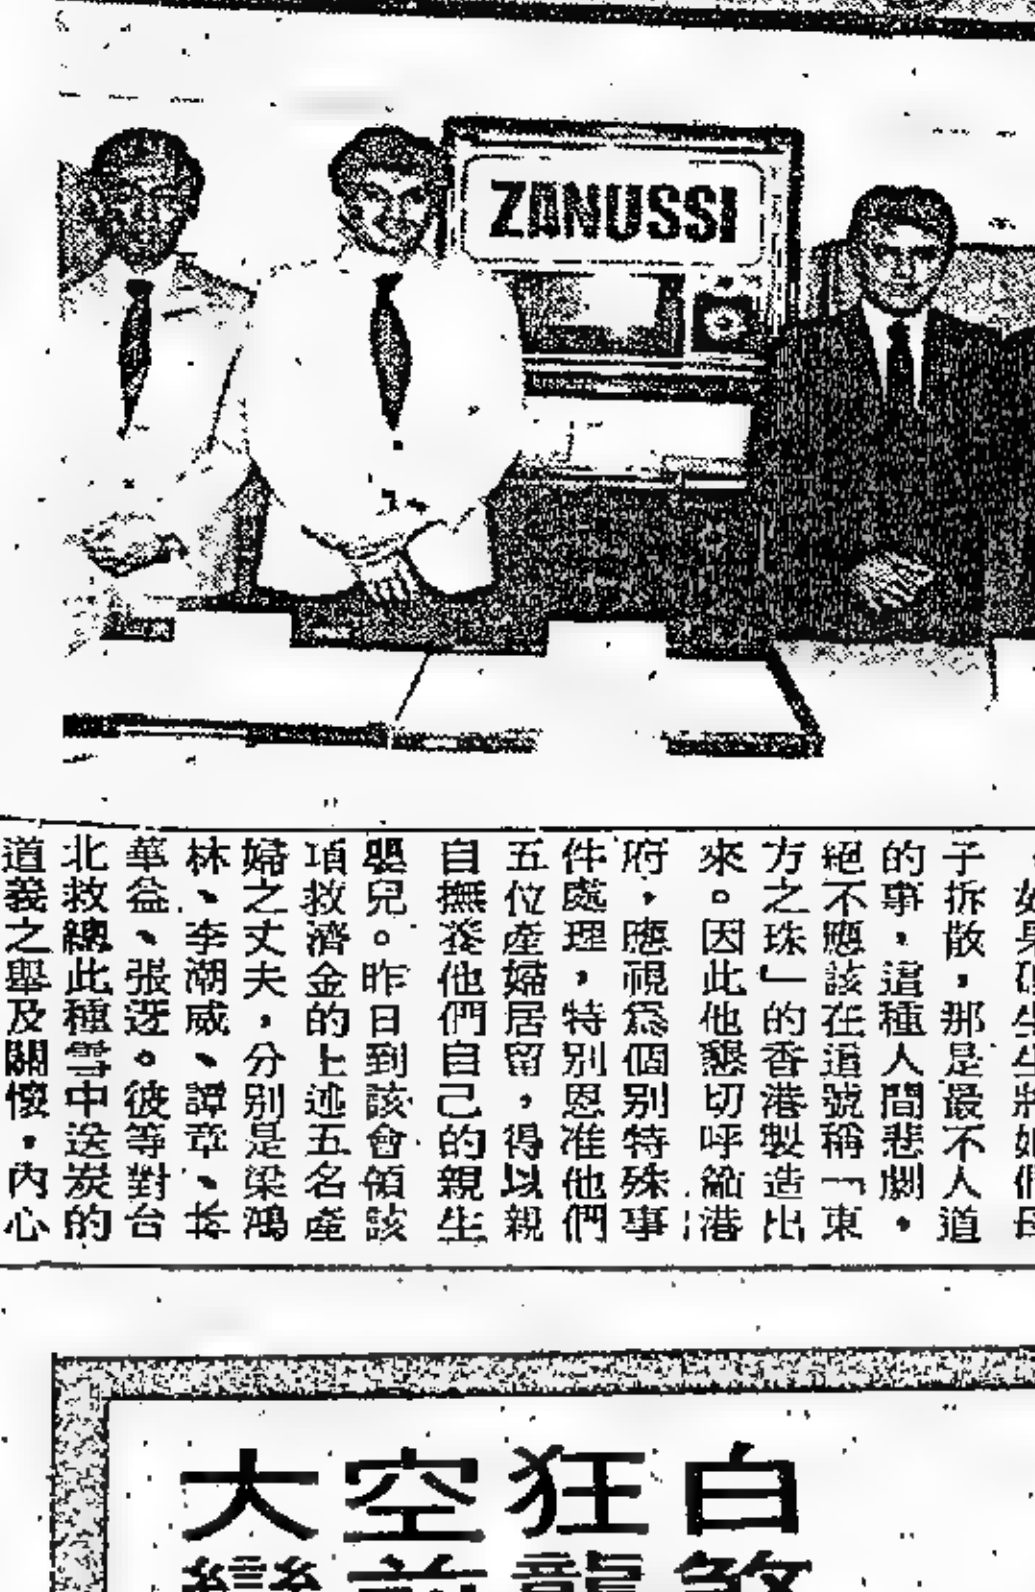 ZANUSSI
子拆散，那是最不人道
的事，這種人間悲劇，
絕不應該在這號稱「東
方之珠」的香港製造出
來。因此他懇切呼籲港
府，應視為個別特殊事
件處理，特別恩准他們
五位產婦居留，得以親
自撫養他們自己的親生
嬰兒。昨日到該會領該
項救濟金的上述五名產
婦之丈夫，分別是梁鴻
林、李潮威、譚章、
華益、張迓。彼等對台
北救總此種雪中送炭的
道義之舉及關懷，內心
白
狂龍
空前
大